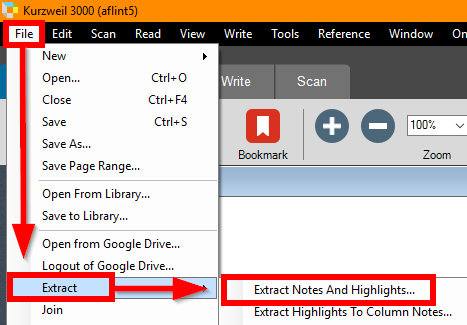 Kurzweil 3000 (aflint5)
File Edit Scan Read View Write Tools Reference Window
New
Open... Ctrl+O
Close Ctrl+F4
Save Ctrl+S
Save As...
Save Page Range...
Open From Library...
Save to Library...
Open from Google Drive...
Logout of Google Drive...
Extract
Join
Write Scan
Bookmark
100%
Zoom
Extract Notes And Highlights...
Extract Highlights To Column Notes...